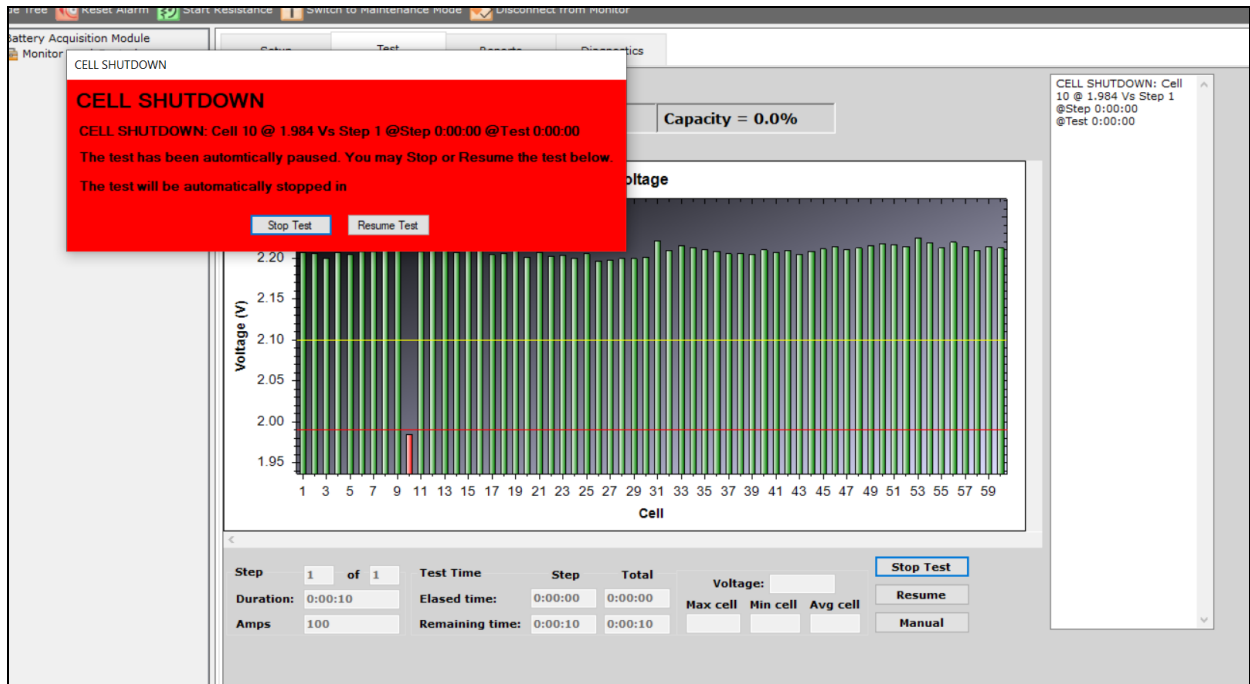 de Tree Reset Alarm Start Resistance Switch to Maintenance Mode Disconnect from Monitor
Battery Acquisition Module
Monitor
Setup Test Reports Diagnostics
CELL SHUTDOWN
CELL SHUTDOWN
CELL SHUTDOWN: Cell 10 @ 1.984 Vs Step 1 @Step 0:00:00 @Test 0:00:00
The test has been automtically paused. You may Stop or Resume the test below.
The test will be automatically stopped in
Stop Test Resume Test
Capacity = 0.0%
oltage
2.20
2.15
2.10
2.05
2.00
1.95
Voltage (V)
1 3 5 7 9 11 13 15 17 19 21 23 25 27 29 31 33 35 37 39 41 43 45 47 49 51 53 55 57 59
Cell
Step 1 of 1
Duration: 0:00:10
Amps 100
Test Time Step Total
Elased time: 0:00:00 0:00:00
Remaining time: 0:00:10 0:00:10
Voltage:
Max cell Min cell Avg cell
Stop Test
Resume
Manual
CELL SHUTDOWN: Cell
10 @ 1.984 Vs Step 1
@Step 0:00:00
@Test 0:00:00